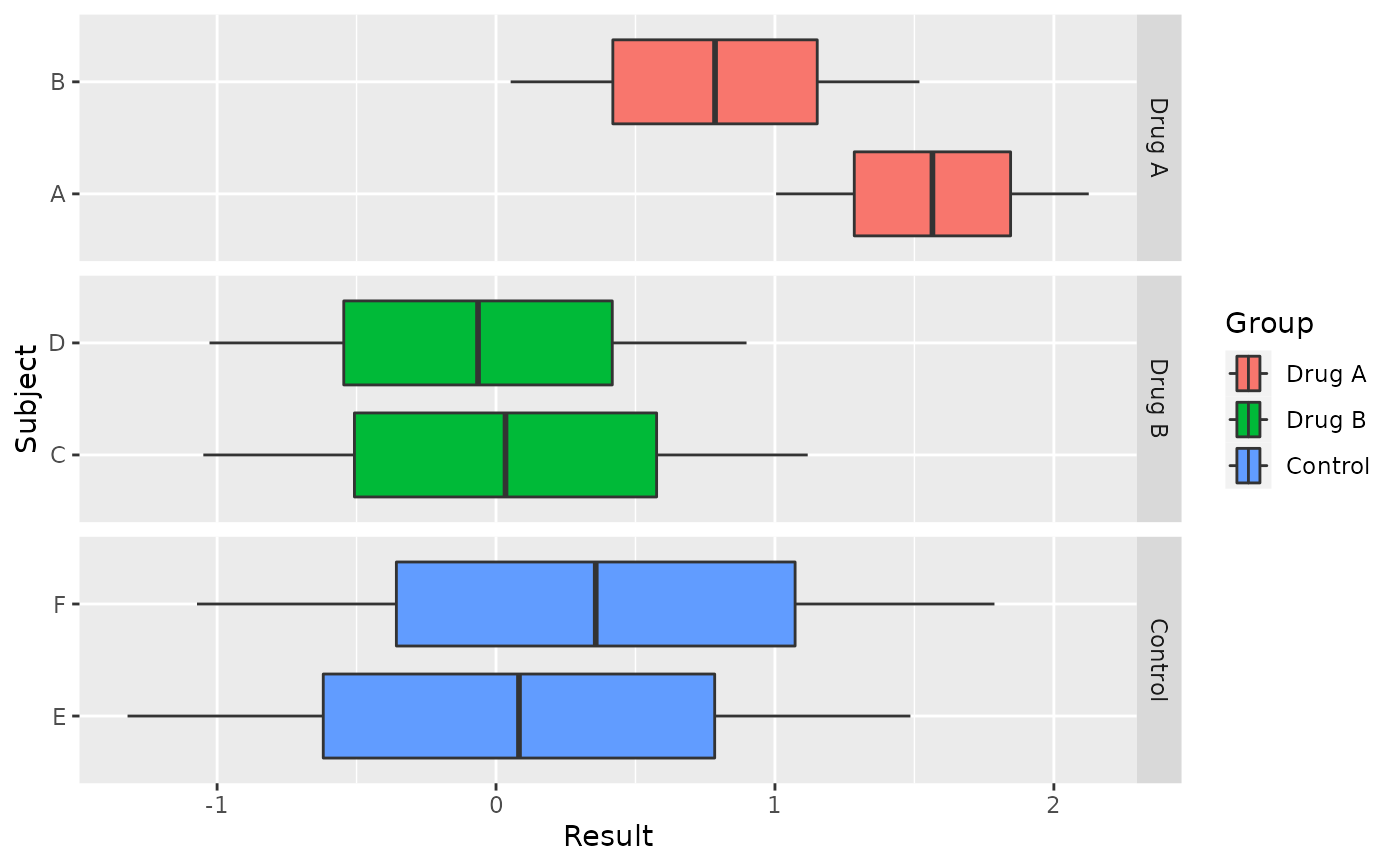 B
A
Drug A
Subject
D
C
Drug B
F
E
Control
-1 0 1 2
Result
Group
Drug A
Drug B
Control